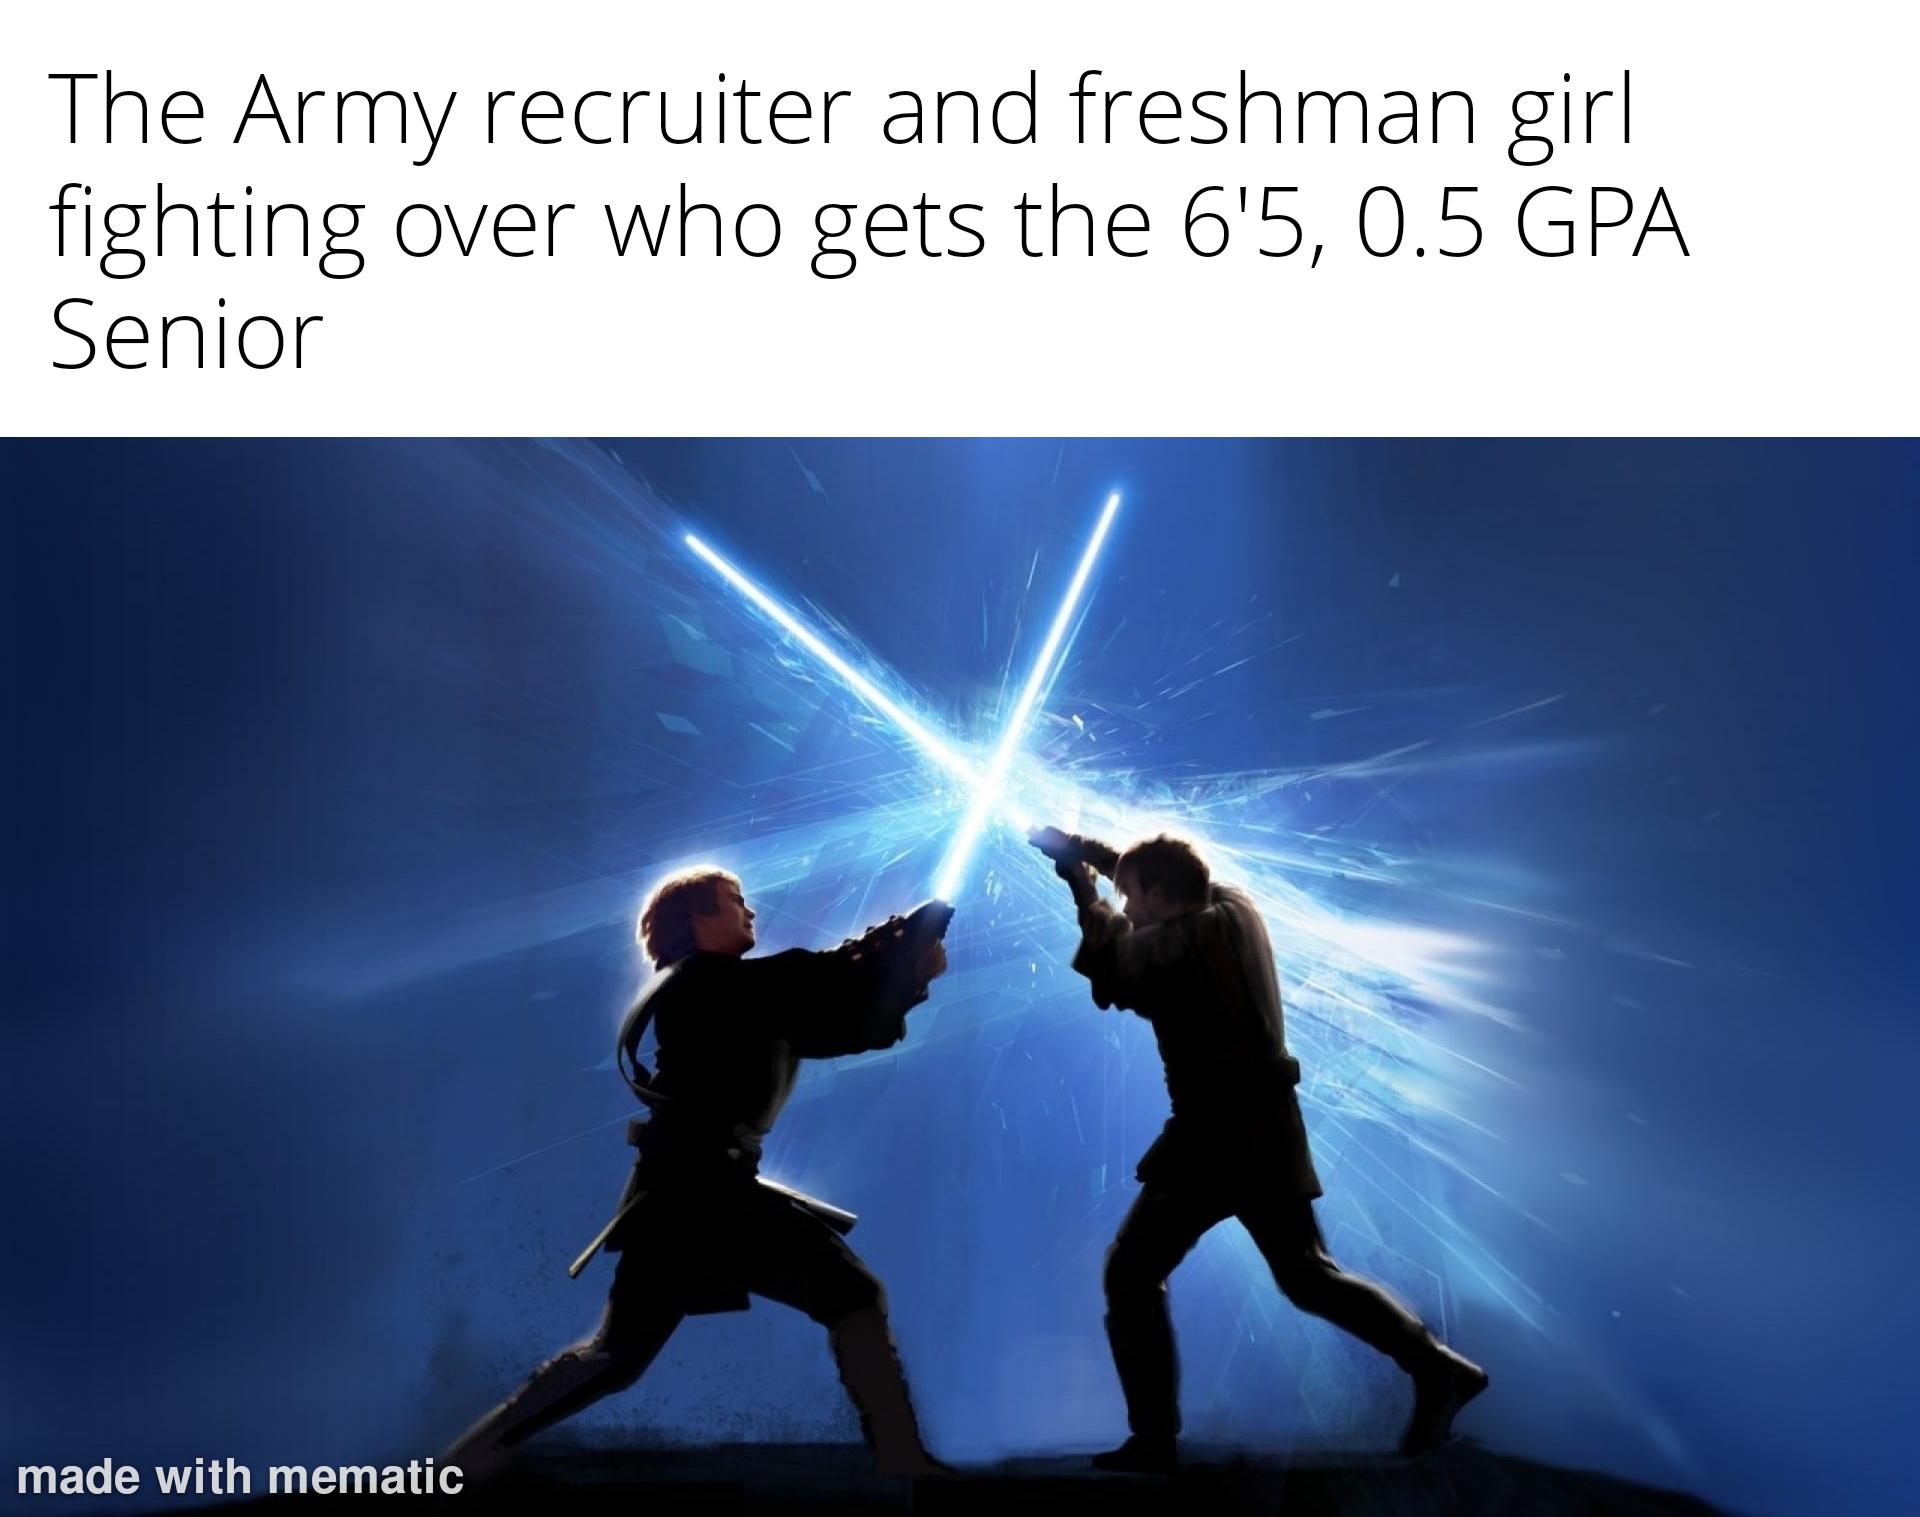 The Army recruiter and freshman girl
fighting over who gets the 6'5, 0.5 GPA
Senior
made with mematic